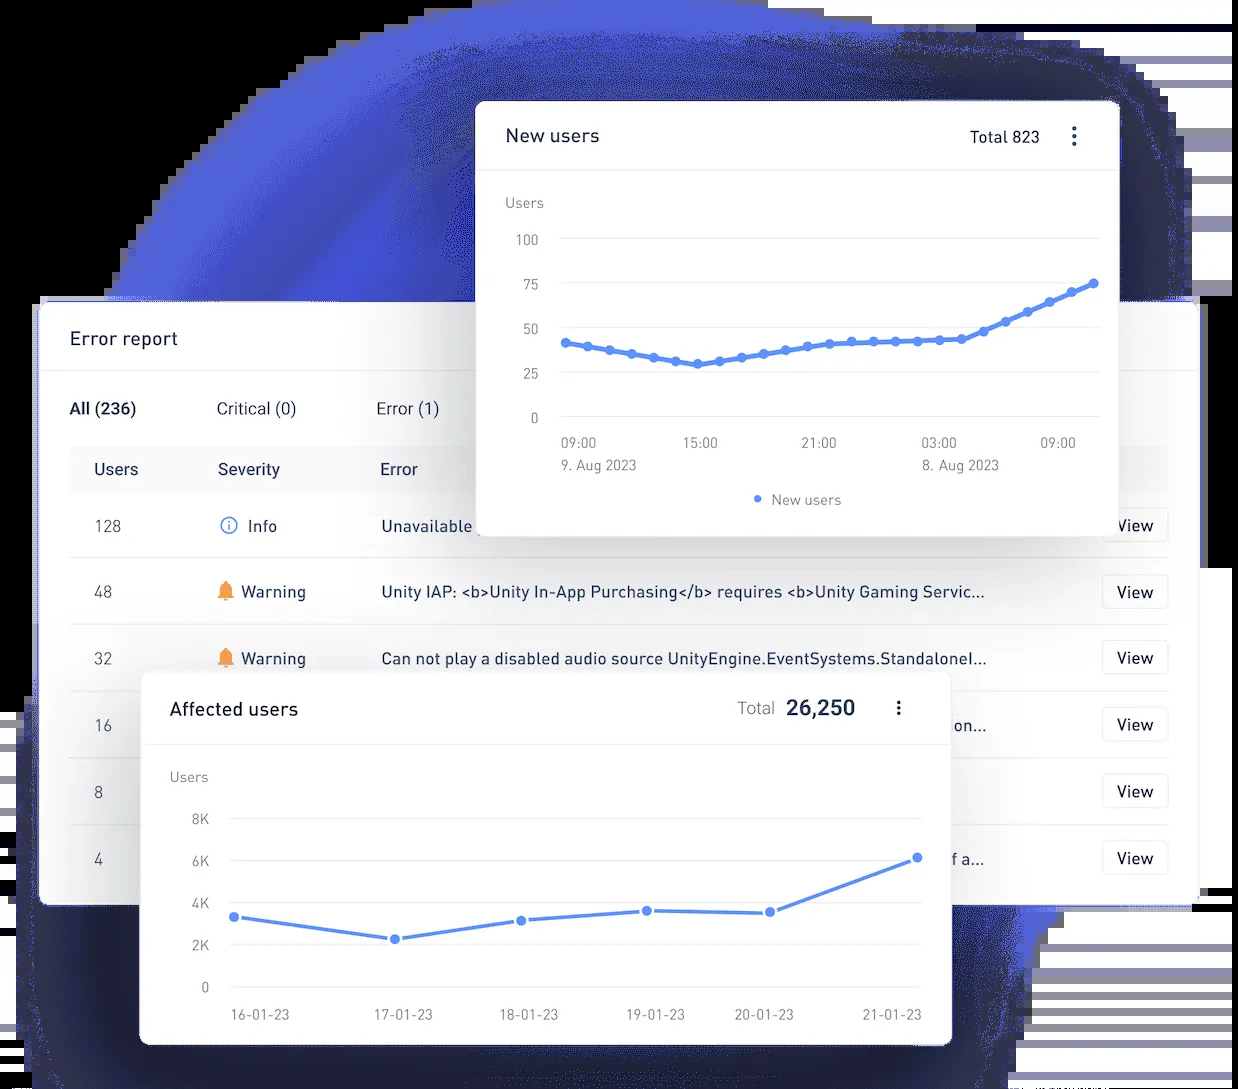 New users
Total 823
Users
100
75
50
25
0
09:00 15:00 21:00 03:00 09:00
9. Aug 2023 8. Aug 2023
New users
Error report
All (236) Critical (0) Error (1)
Users Severity Error
128 Info Unavailable View
48 Warning Unity IAP: <b>Unity In-App Purchasing</b> requires <b>Unity Gaming Servic... View
32 Warning Can not play a disabled audio source UnityEngine.EventSystems.StandaloneI... View
16 on... View
8 View
4 f a... View
Affected users
Total 26,250
Users
8K
6K
4K
2K
0
16-01-23 17-01-23 18-01-23 19-01-23 20-01-23 21-01-23